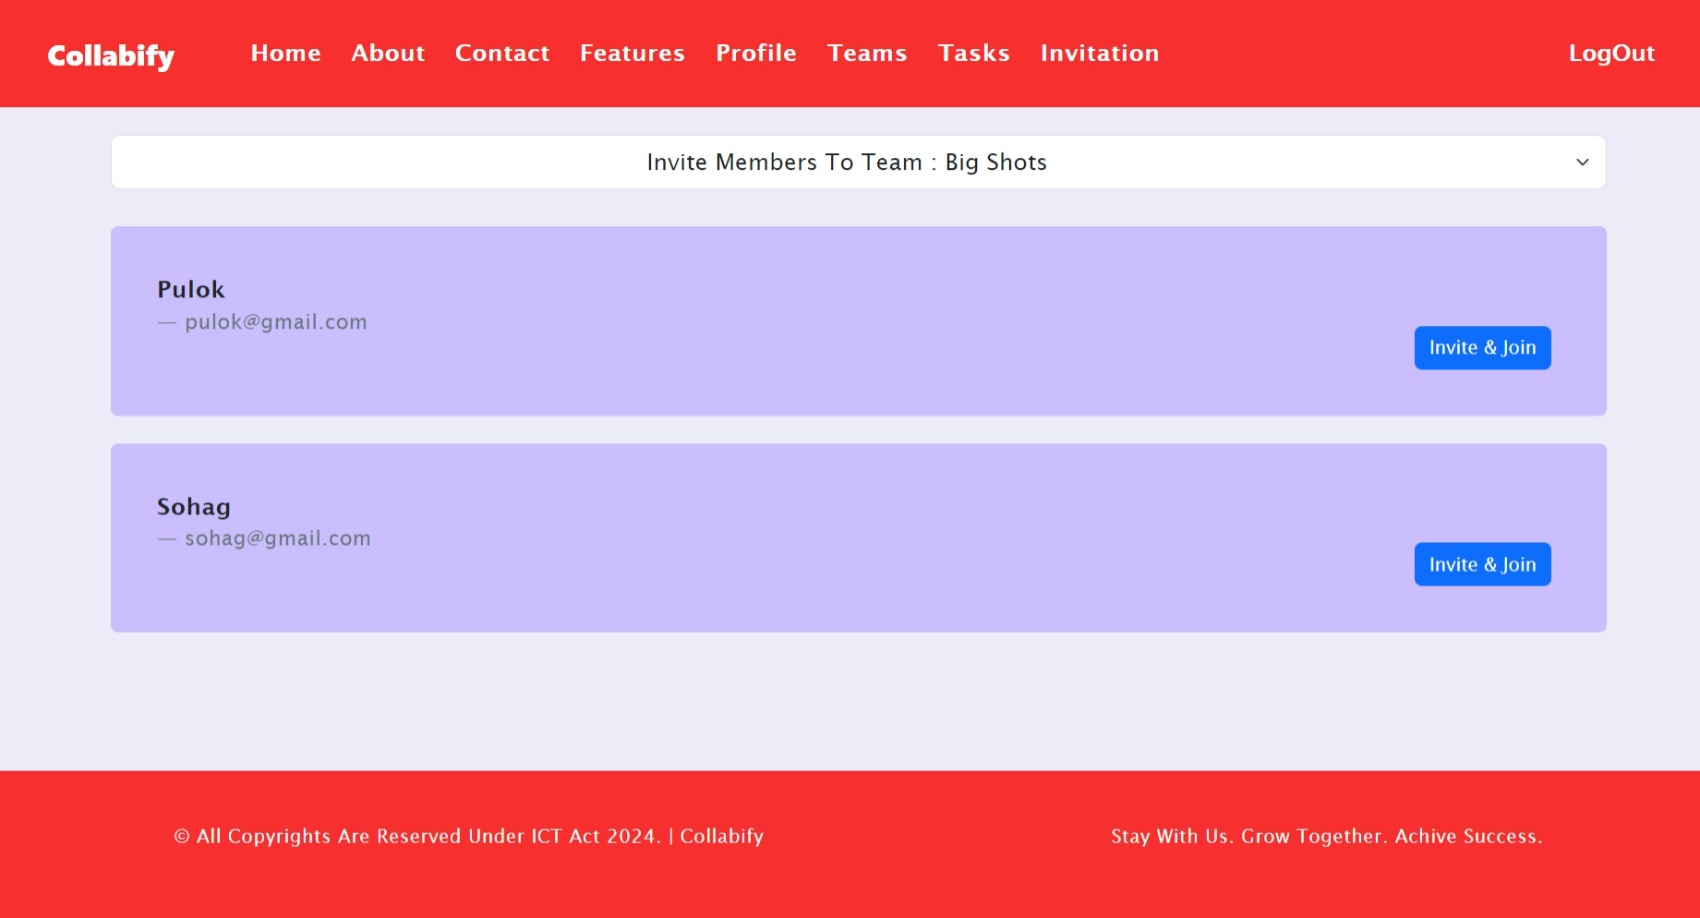 Collabify Home About Contact Features Profile Teams Tasks Invitation LogOut
Invite Members To Team : Big Shots
Pulok
— pulok@gmail.com
Invite & Join
Sohag
— sohag@gmail.com
Invite & Join
© All Copyrights Are Reserved Under ICT Act 2024. | Collabify Stay With Us. Grow Together. Achive Success.